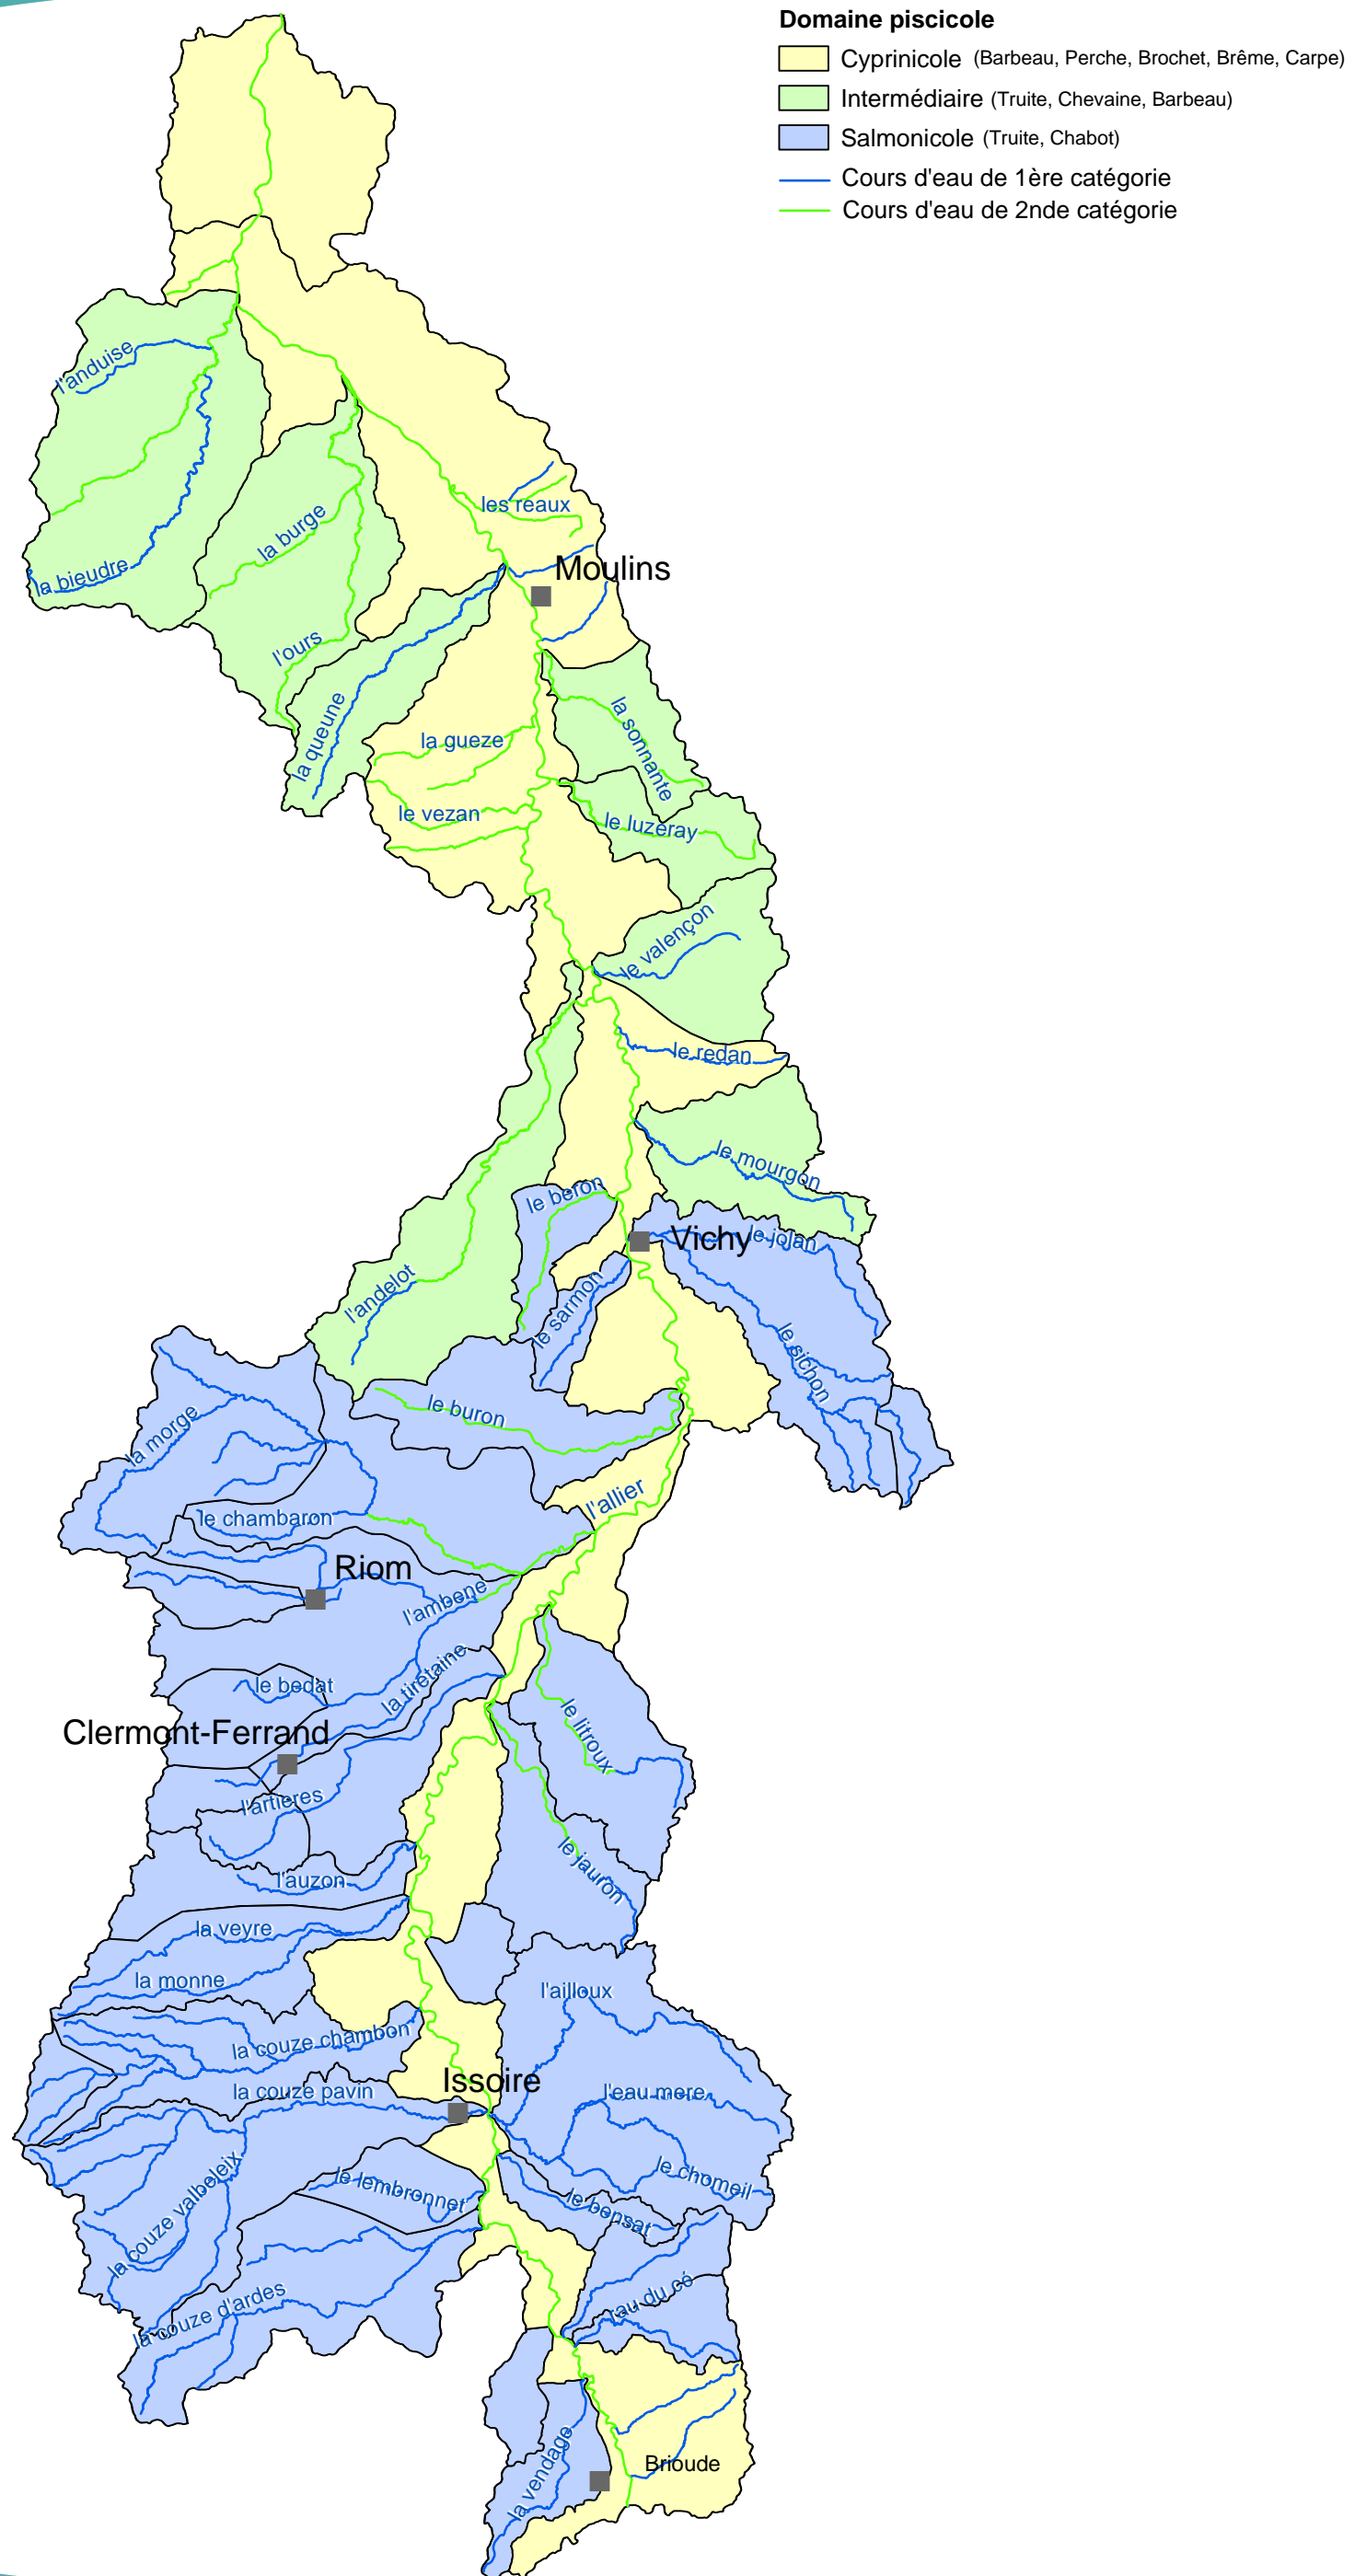 Domaine piscicole
Cyprinicole (Barbeau, Perche, Brochet, Brême, Carpe)
Intermédiaire (Truite, Chevaine, Barbeau)
Salmonicole (Truite, Chabot)
Cours d'eau de 1ère catégorie
Cours d'eau de 2nde catégorie
l'anduise
les reaux
la burge
Moulins
la bieudre
l'ours
la queune
la sonnante
la gueze
le vezan
le luzeray
le valençon
le redan
le mourgon
le beron
Vichy
le jolan
l'andelot
le sarmon
le sichon
le buron
la morge
l'allier
le chambaron
Riom
l'ambene
la tiretaine
le bedat
Clermont-Ferrand
le litroux
l'artieres
le jauron
l'auzon
la veyre
la monne
l'ailloux
la couze chambon
Issoire
la couze pavin
l'eau mere
le chomeil
la couze valbeleix
le lembronnet
le bensat
rau du cé
la couze d'ardes
Brioude
la vendage